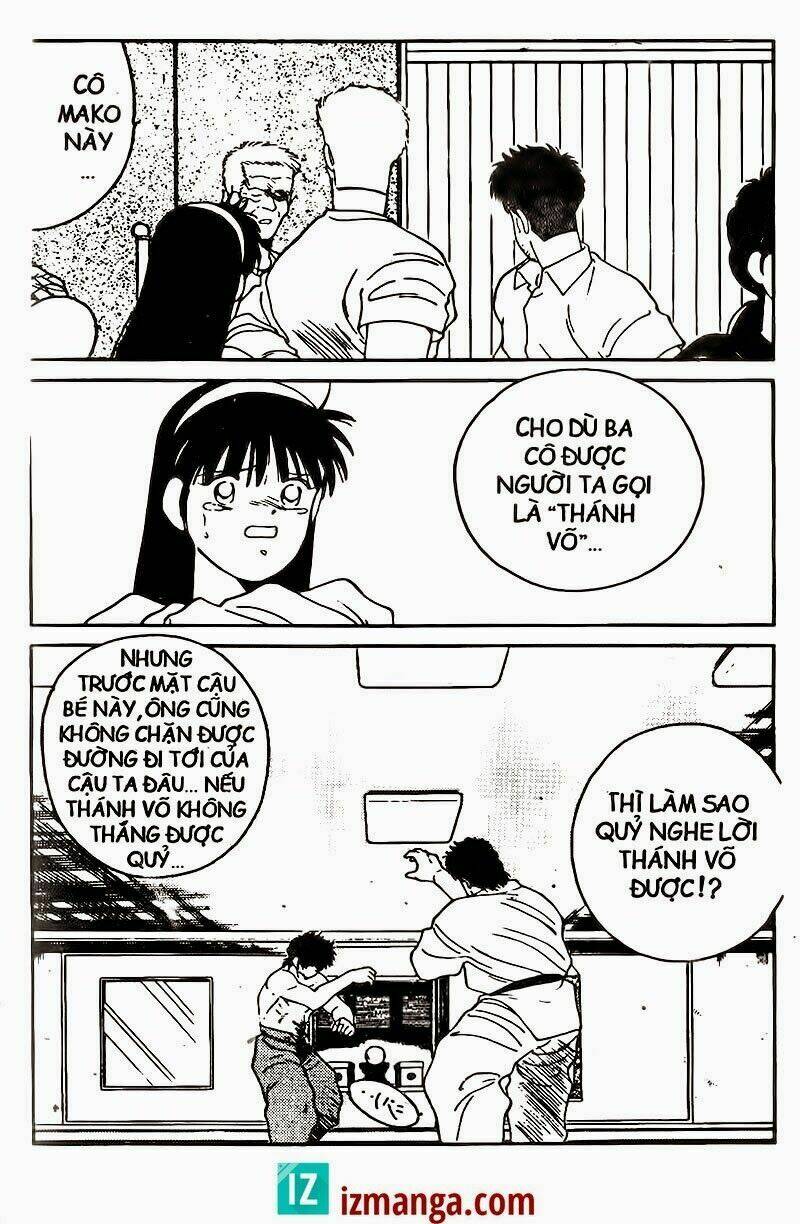 CÔ
MAKO
NÀY
...
CHO DÙ BA
CÔ ĐƯỢC
NGƯỜI TA GỌI
LÀ "THÁNH
VÕ"...
NHƯNG
TRƯỚC MẶT CẬU
BÉ NÀY, ÔNG CŨNG
KHÔNG CHẶN ĐƯỢC
ĐƯỜNG ĐI TỚI CỦA
CẬU TA ĐÂU... NẾU
THÁNH VÕ KHÔNG
THẮNG ĐƯỢC
QUỶ...
THÌ LÀM SAO
QUỶ NGHE LỜI
THÁNH VÕ
ĐƯỢC!?
IZ izmanga.com